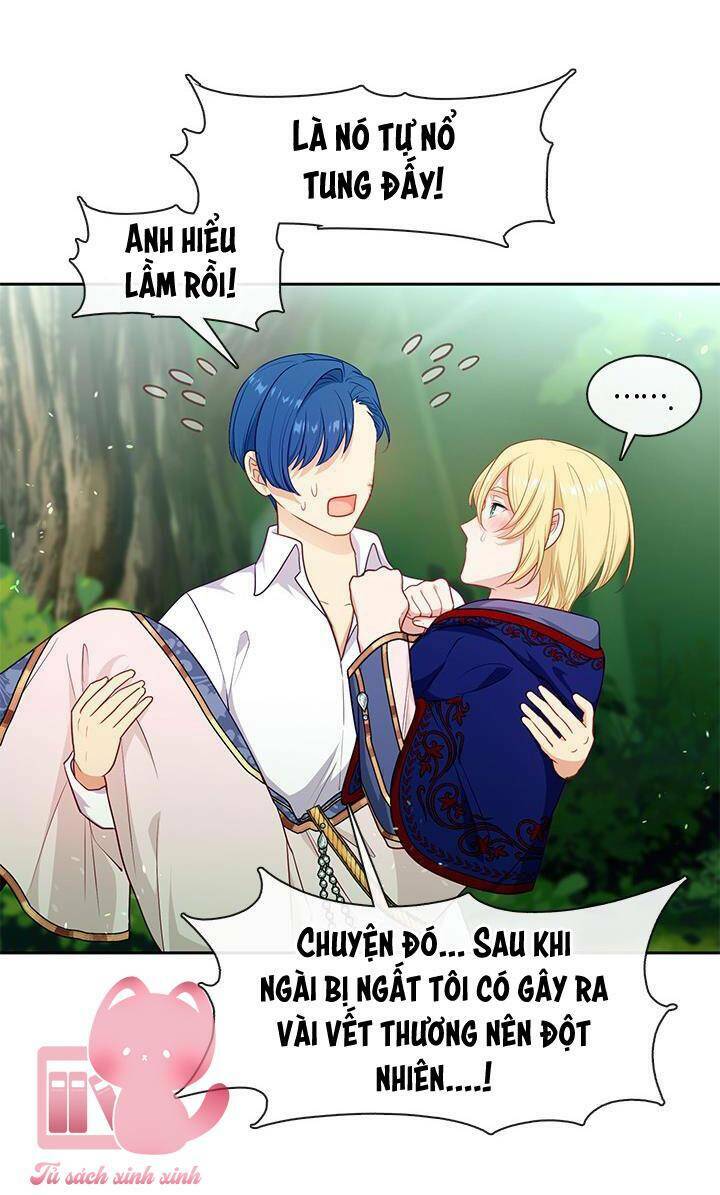 LÀ NÓ TỰ NỔ
TUNG ĐẤY!
ANH HIỂU
LẦM RỒI!
.......
CHUYỆN ĐÓ... SAU KHI
NGÀI BỊ NGẤT TÔI CÓ GÂY RA
VÀI VẾT THƯƠNG NÊN ĐỘT
NHIÊN....!
Tủ sách xinh xinh